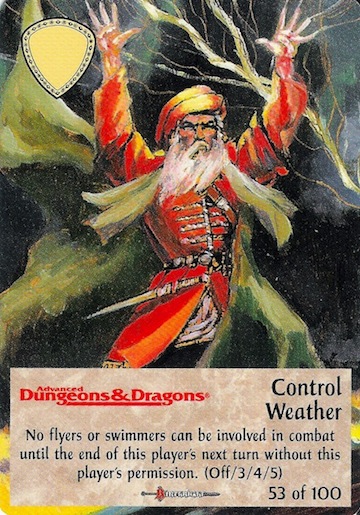 Advanced
Dungeons & Dragons®
Control
Weather
No flyers or swimmers can be involved in combat
until the end of this player's next turn without this
player's permission. (Off/3/4/5)
53 of 100